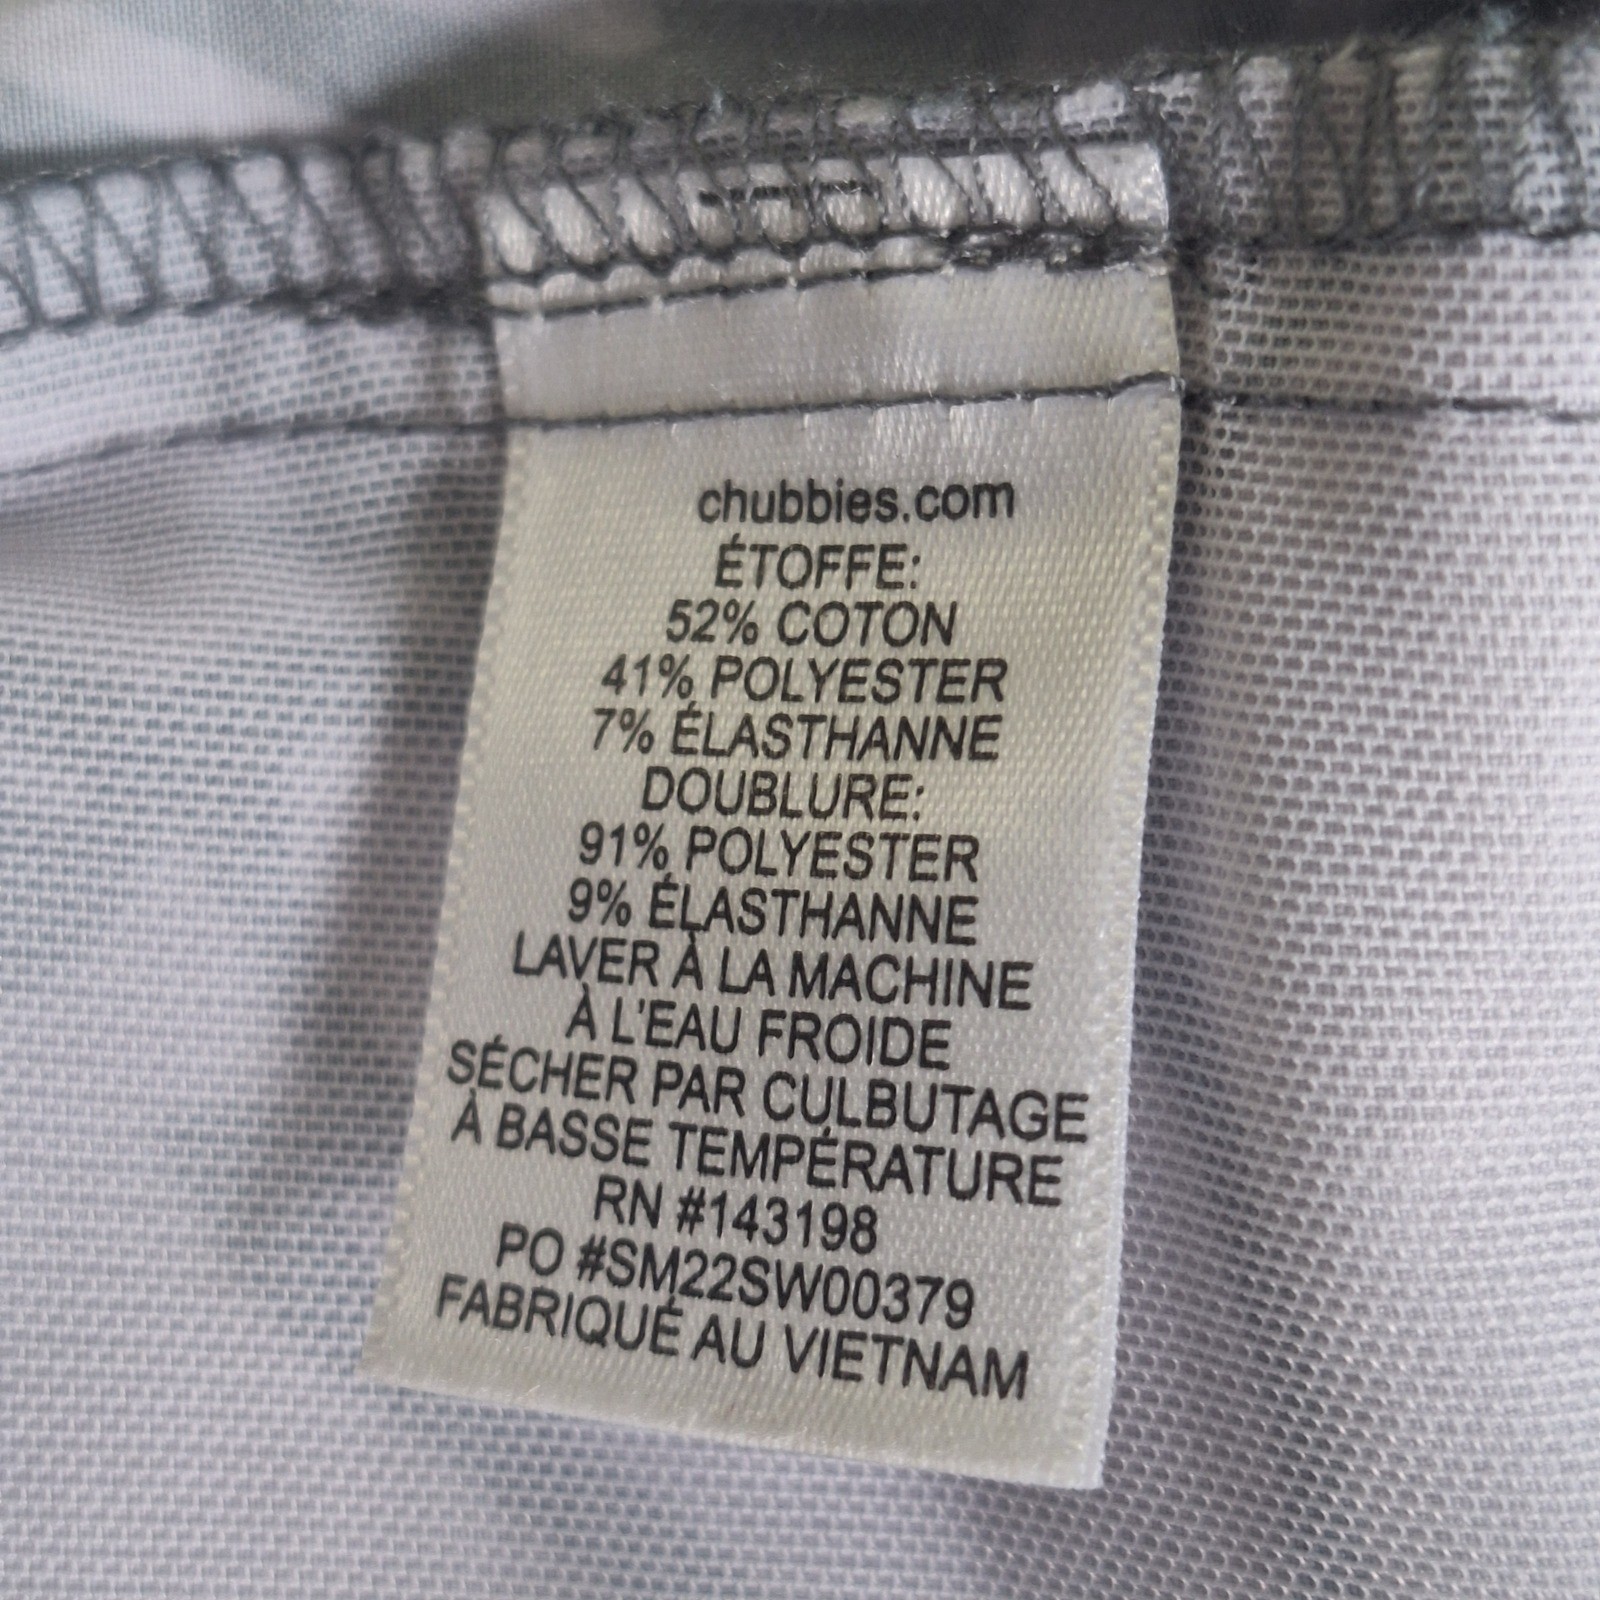 chubbies.com
ÉTOFFE:
52% COTON
41% POLYESTER
7% ÉLASTHANNE
DOUBLURE:
91% POLYESTER
9% ÉLASTHANNE
LAVER À LA MACHINE
À L'EAU FROIDE
SÉCHER PAR CULBUTAGE
À BASSE TEMPÉRATURE
RN #143198
PO #SM22SW00379
FABRIQUÉ AU VIETNAM